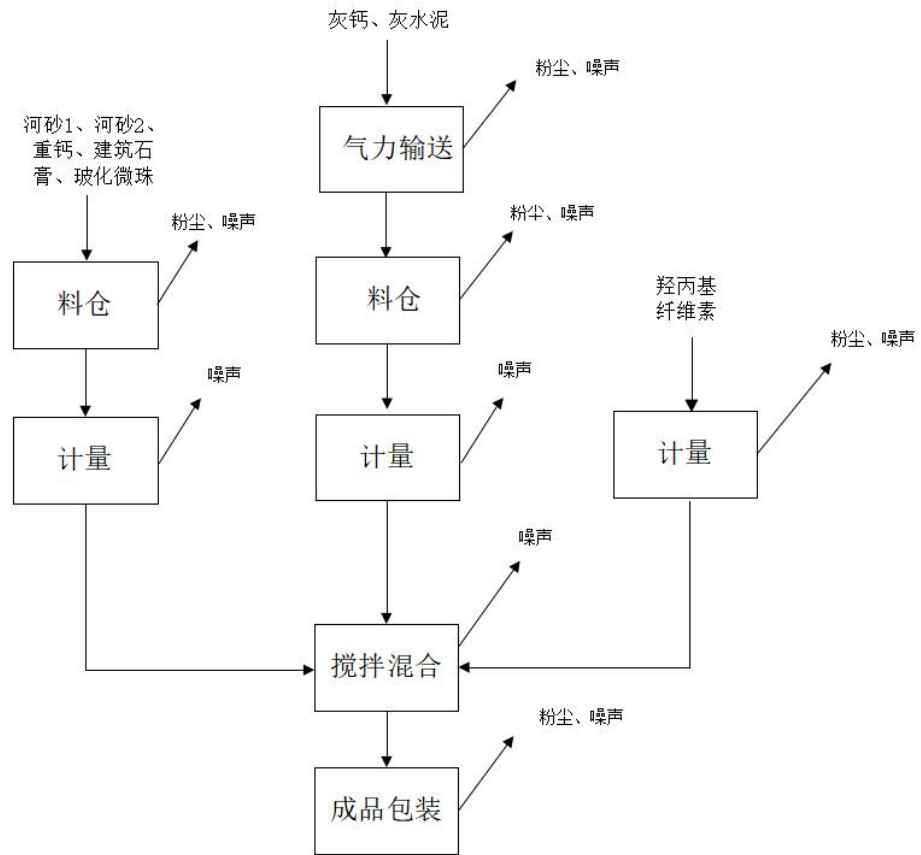 灰钙、灰水泥
粉尘、噪声
气力输送
河砂1、河砂2、
重钙、建筑石
膏、玻化微珠
粉尘、噪声
粉尘、噪声
料仓
料仓
羟丙基
纤维素
粉尘、噪声
噪声
噪声
计量
计量
计量
噪声
搅拌混合
粉尘、噪声
成品包装